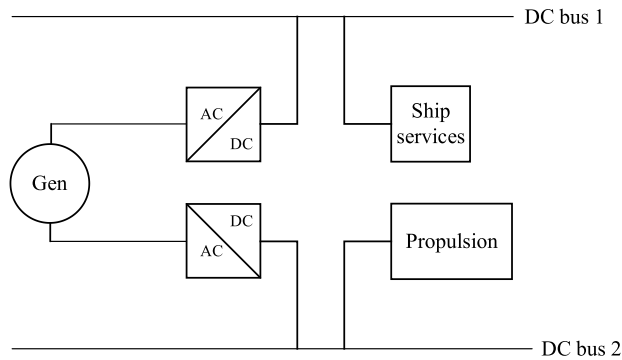 DC bus 1
AC
DC
Ship
services
Gen
DC
AC
Propulsion
DC bus 2